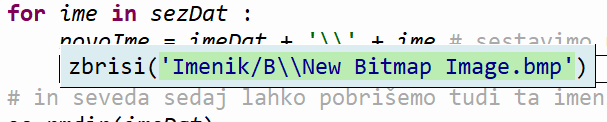 for ime in sezDat :
novoIme = imeDat + '\\' + ime # sestavimo
zbrisi('Imenik/B\\New Bitmap Image.bmp')
# in seveda sedaj lahko pobrišemo tudi ta imen